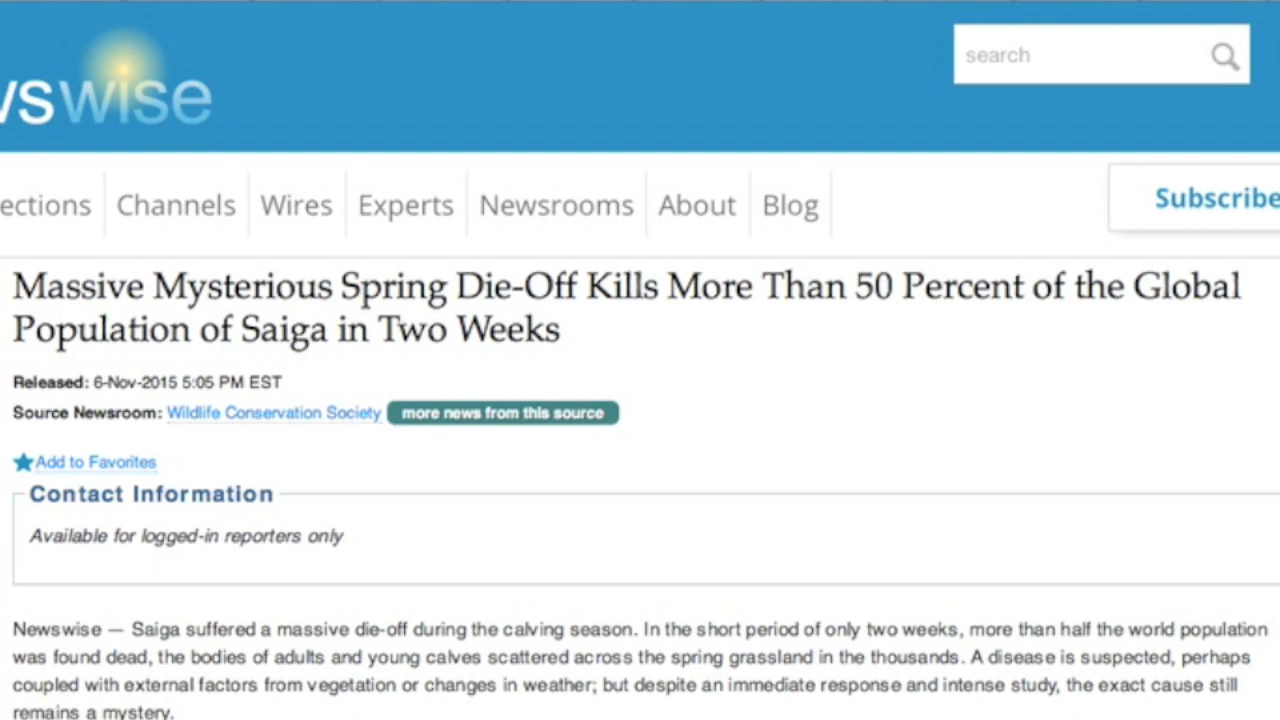 vswise
search
ections Channels Wires Experts Newsrooms About Blog
Subscribe
Massive Mysterious Spring Die-Off Kills More Than 50 Percent of the Global
Population of Saiga in Two Weeks
Released: 6-Nov-2015 5:05 PM EST
Source Newsroom: Wildlife Conservation Society more news from this source
Add to Favorites
Contact Information
Available for logged-in reporters only
Newswise — Saiga suffered a massive die-off during the calving season. In the short period of only two weeks, more than half the world population
was found dead, the bodies of adults and young calves scattered across the spring grassland in the thousands. A disease is suspected, perhaps
coupled with external factors from vegetation or changes in weather; but despite an immediate response and intense study, the exact cause still
remains a mystery.